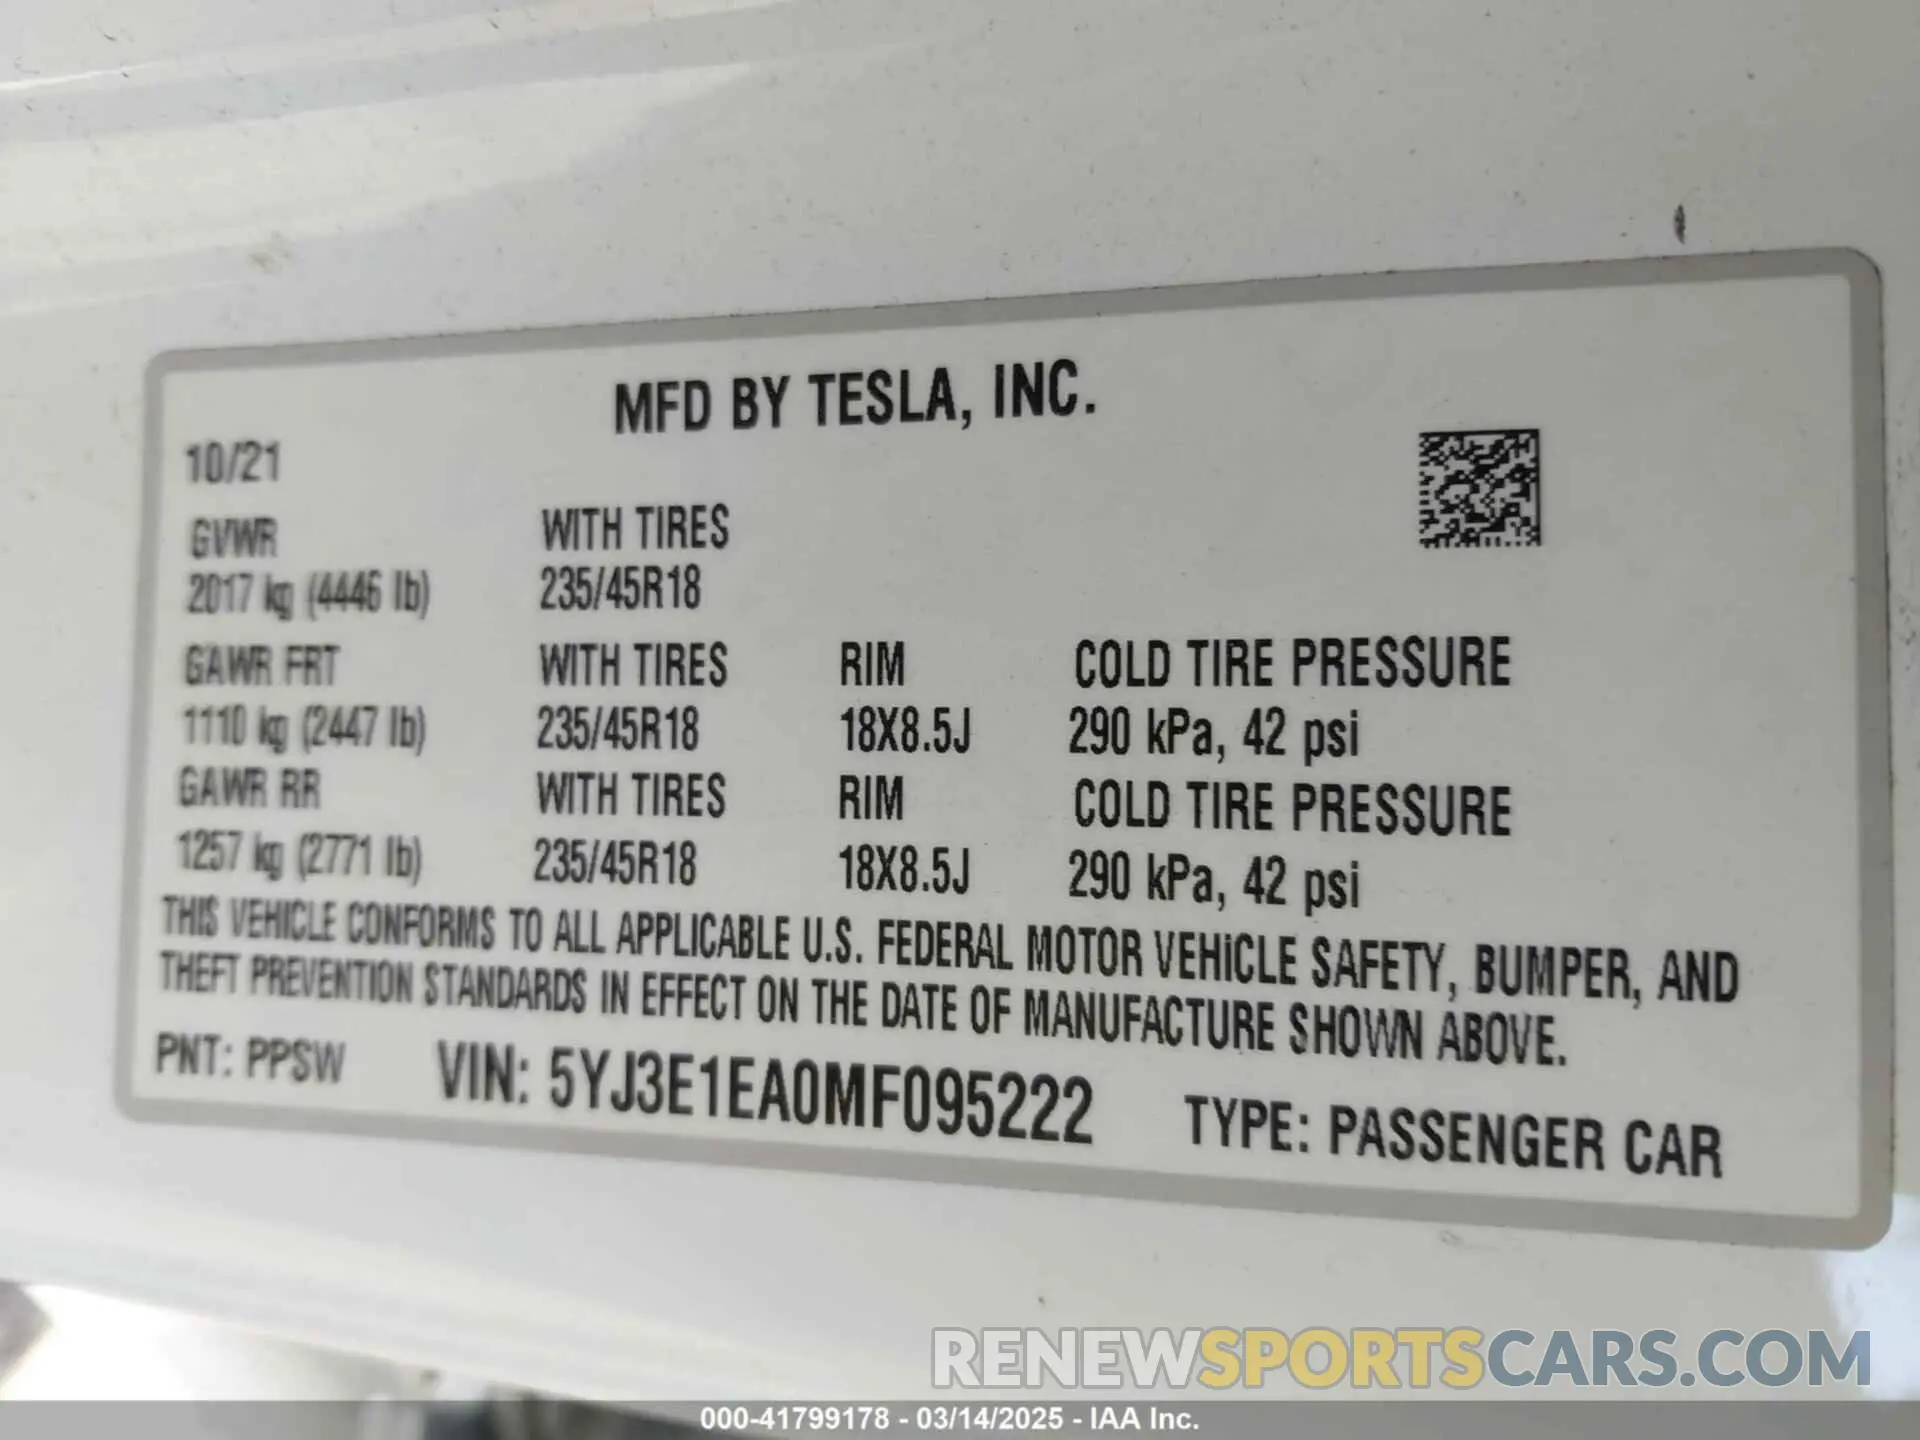 MFD BY TESLA, INC.
10/21
GVWR WITH TIRES
2017 kg (4446 lb) 235/45R18
GAWR FRT WITH TIRES RIM COLD TIRE PRESSURE
1110 kg (2447 lb) 235/45R18 18X8.5J 290 kPa, 42 psi
GAWR RR WITH TIRES RIM COLD TIRE PRESSURE
1257 kg (2771 lb) 235/45R18 18X8.5J 290 kPa, 42 psi
THIS VEHICLE CONFORMS TO ALL APPLICABLE U.S. FEDERAL MOTOR VEHICLE SAFETY, BUMPER, AND
THEFT PREVENTION STANDARDS IN EFFECT ON THE DATE OF MANUFACTURE SHOWN ABOVE.
PNT: PPSW VIN: 5YJ3E1EA0MF095222 TYPE: PASSENGER CAR
RENEWSPORTSCARS.COM
000-41799178 - 03/14/2025 - IAA Inc.